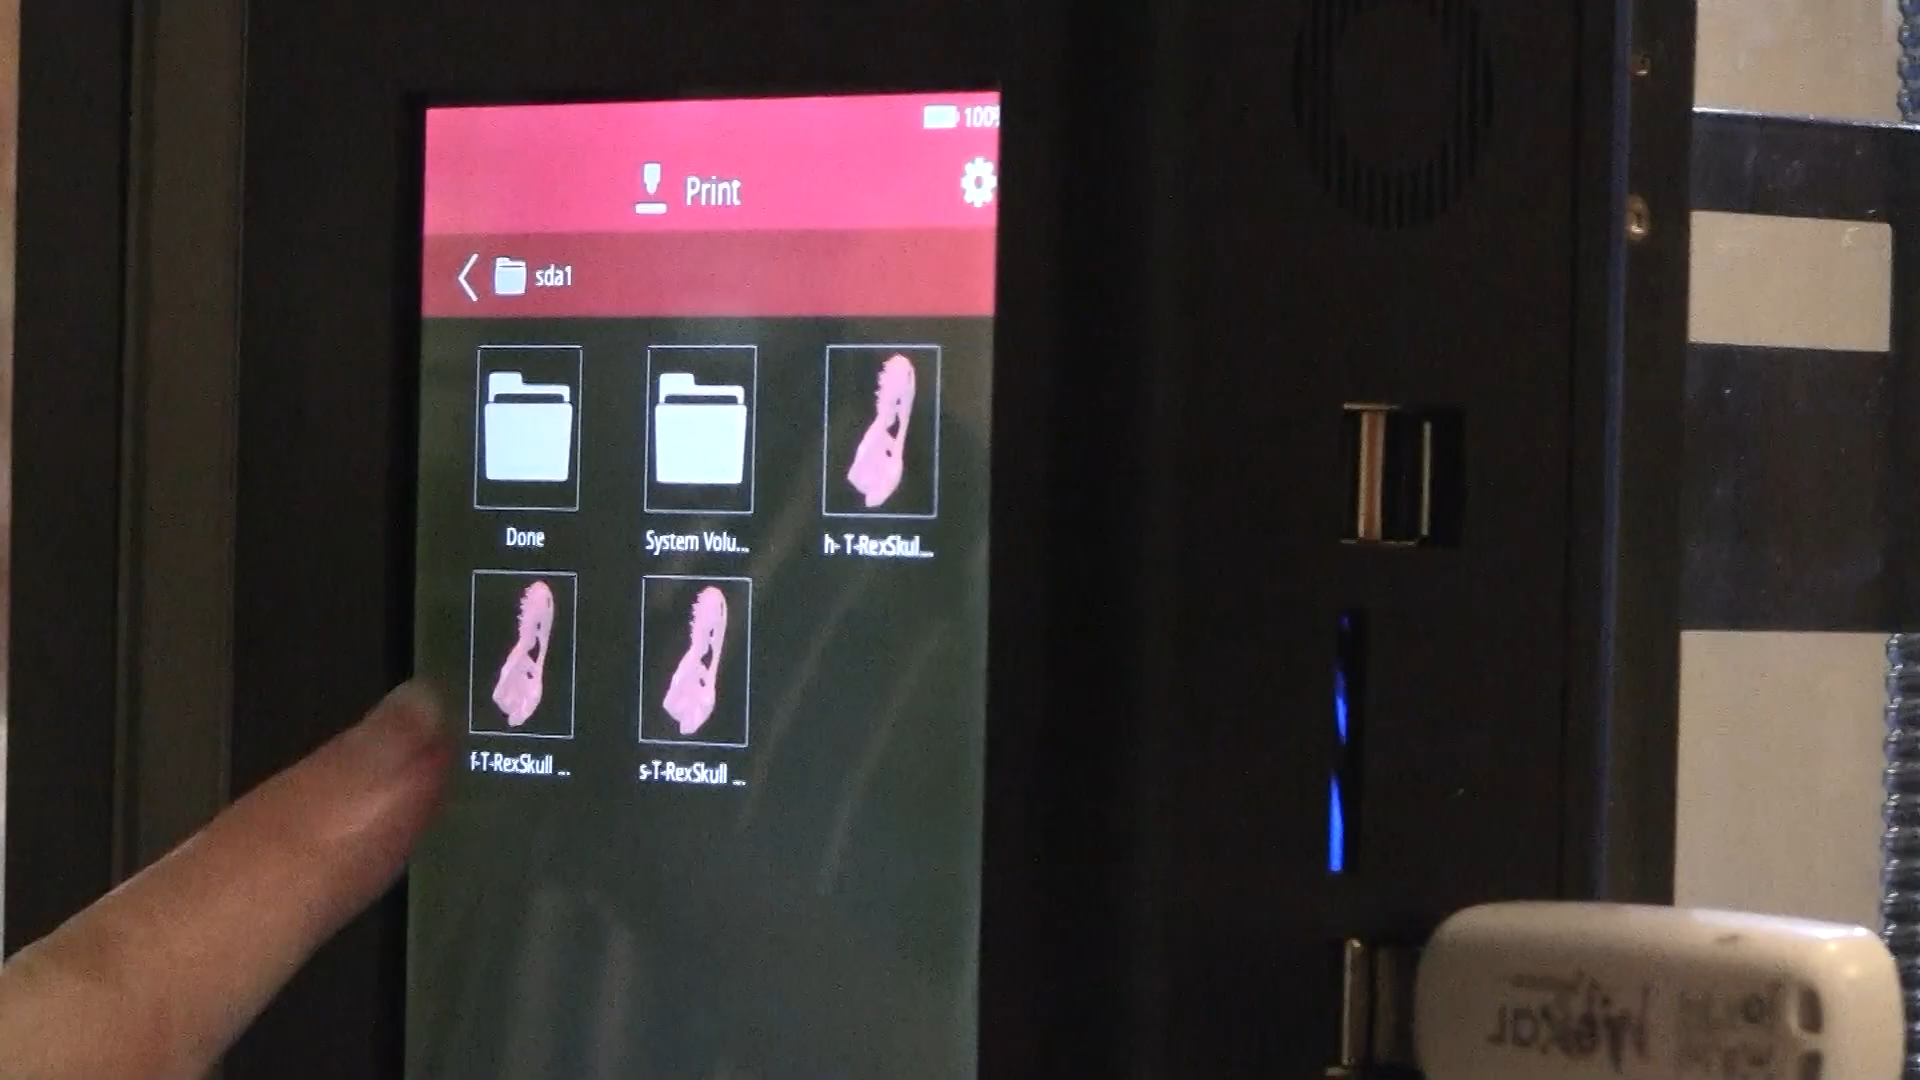 100%
Print
sda1
Done
System Volu...
h- T-RexSkul...
f-T-RexSkull ...
s-T-RexSkull ...